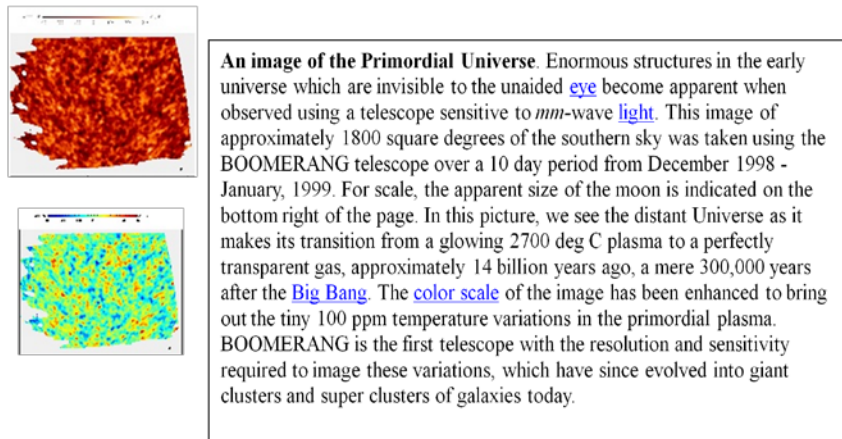 An image of the Primordial Universe. Enormous structures in the early
universe which are invisible to the unaided eye become apparent when
observed using a telescope sensitive to mm-wave light. This image of
approximately 1800 square degrees of the southern sky was taken using the
BOOMERANG telescope over a 10 day period from December 1998 -
January, 1999. For scale, the apparent size of the moon is indicated on the
bottom right of the page. In this picture, we see the distant Universe as it
makes its transition from a glowing 2700 deg C plasma to a perfectly
transparent gas, approximately 14 billion years ago, a mere 300,000 years
after the Big Bang. The color scale of the image has been enhanced to bring
out the tiny 100 ppm temperature variations in the primordial plasma.
BOOMERANG is the first telescope with the resolution and sensitivity
required to image these variations, which have since evolved into giant
clusters and super clusters of galaxies today.